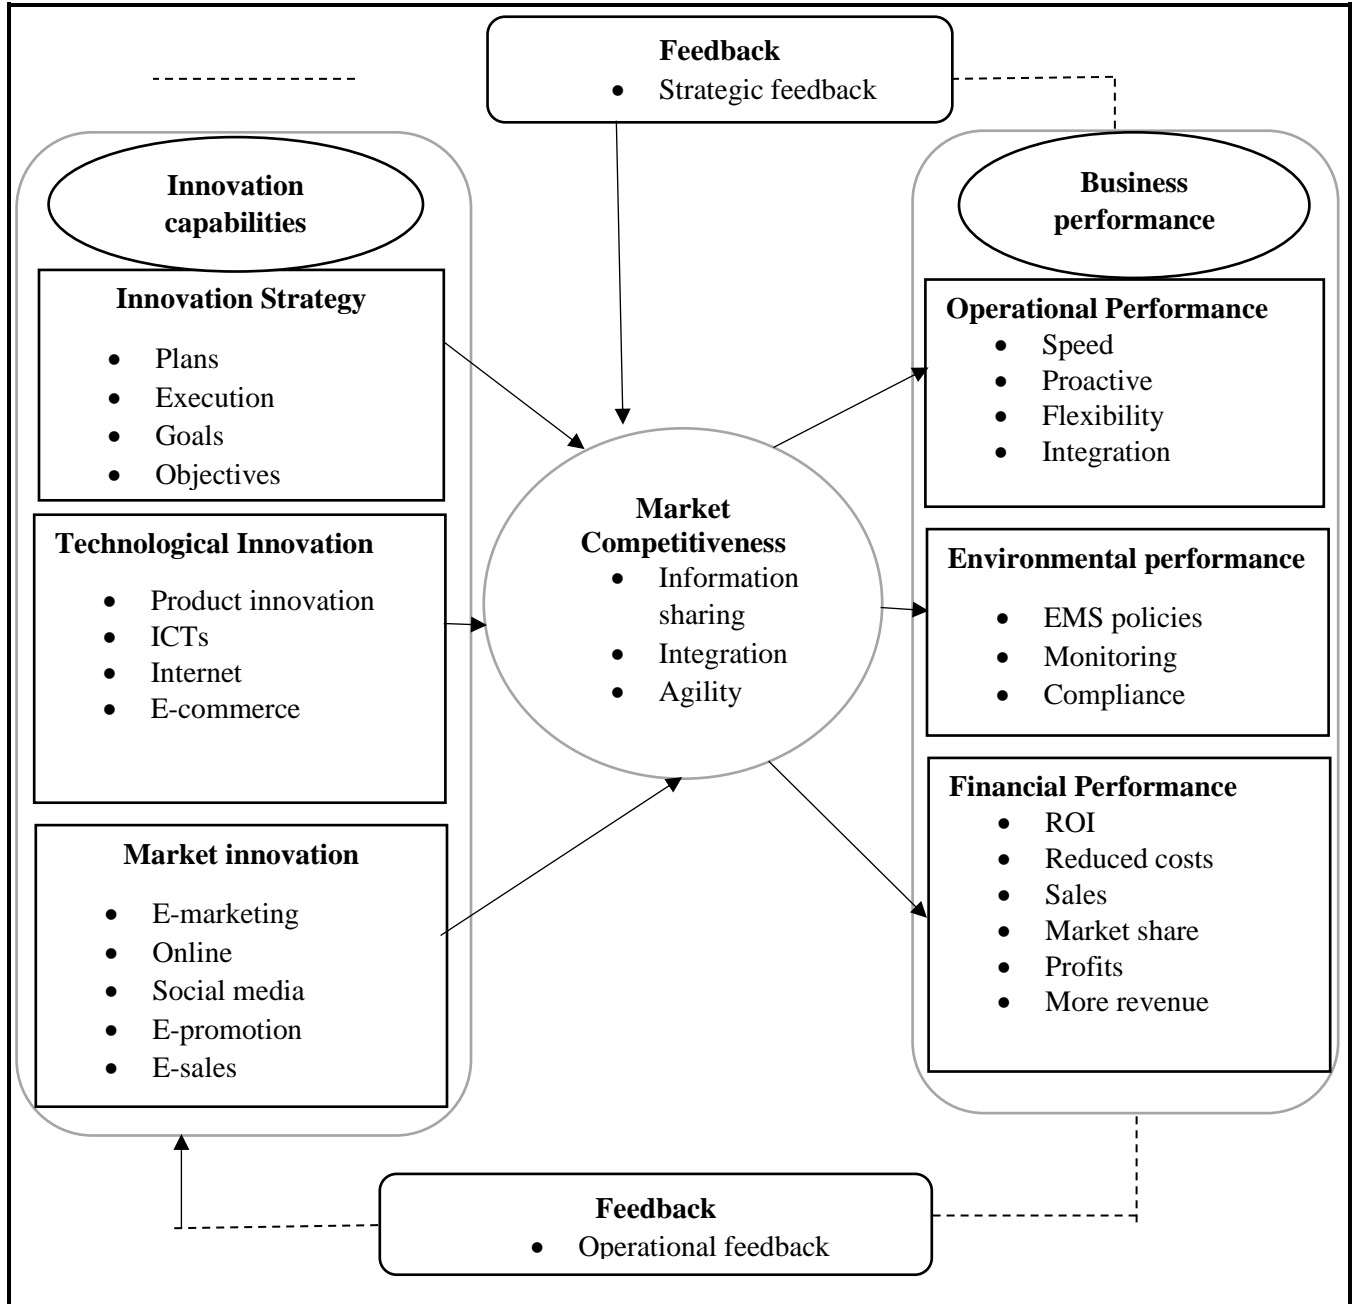 Feedback
• Strategic feedback
Innovation
capabilities
Innovation Strategy
• Plans
• Execution
• Goals
• Objectives
Technological Innovation
• Product innovation
• ICTs
• Internet
• E-commerce
Market innovation
• E-marketing
• Online
• Social media
• E-promotion
• E-sales
Market
Competitiveness
• Information
sharing
• Integration
• Agility
Business
performance
Operational Performance
• Speed
• Proactive
• Flexibility
• Integration
Environmental performance
• EMS policies
• Monitoring
• Compliance
Financial Performance
• ROI
• Reduced costs
• Sales
• Market share
• Profits
• More revenue
Feedback
• Operational feedback